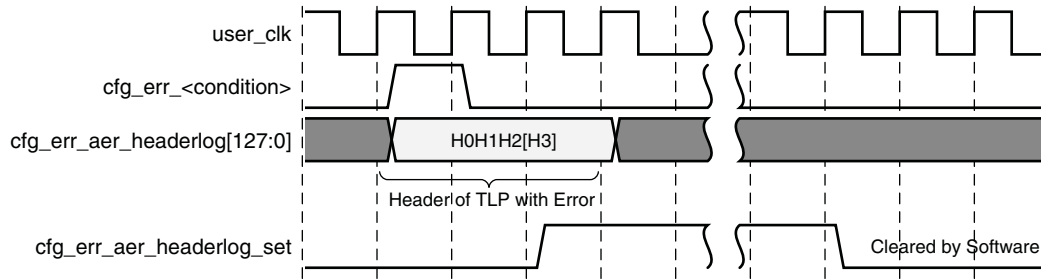 user_clk
cfg_err_<condition>
cfg_err_aer_headerlog[127:0]
H0H1H2[H3]
Header of TLP with Error
cfg_err_aer_headerlog_set
Cleared by Software